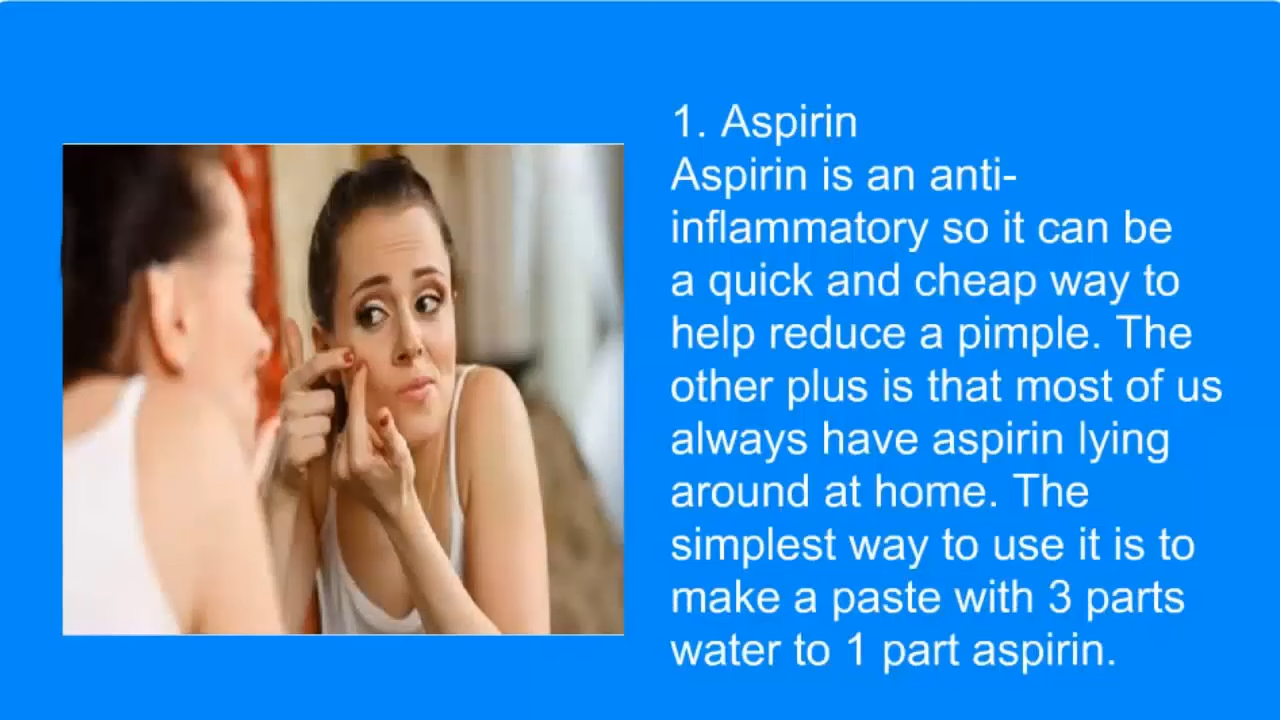 1. Aspirin
Aspirin is an anti-
inflammatory so it can be
a quick and cheap way to
help reduce a pimple. The
other plus is that most of us
always have aspirin lying
around at home. The
simplest way to use it is to
make a paste with 3 parts
water to 1 part aspirin.